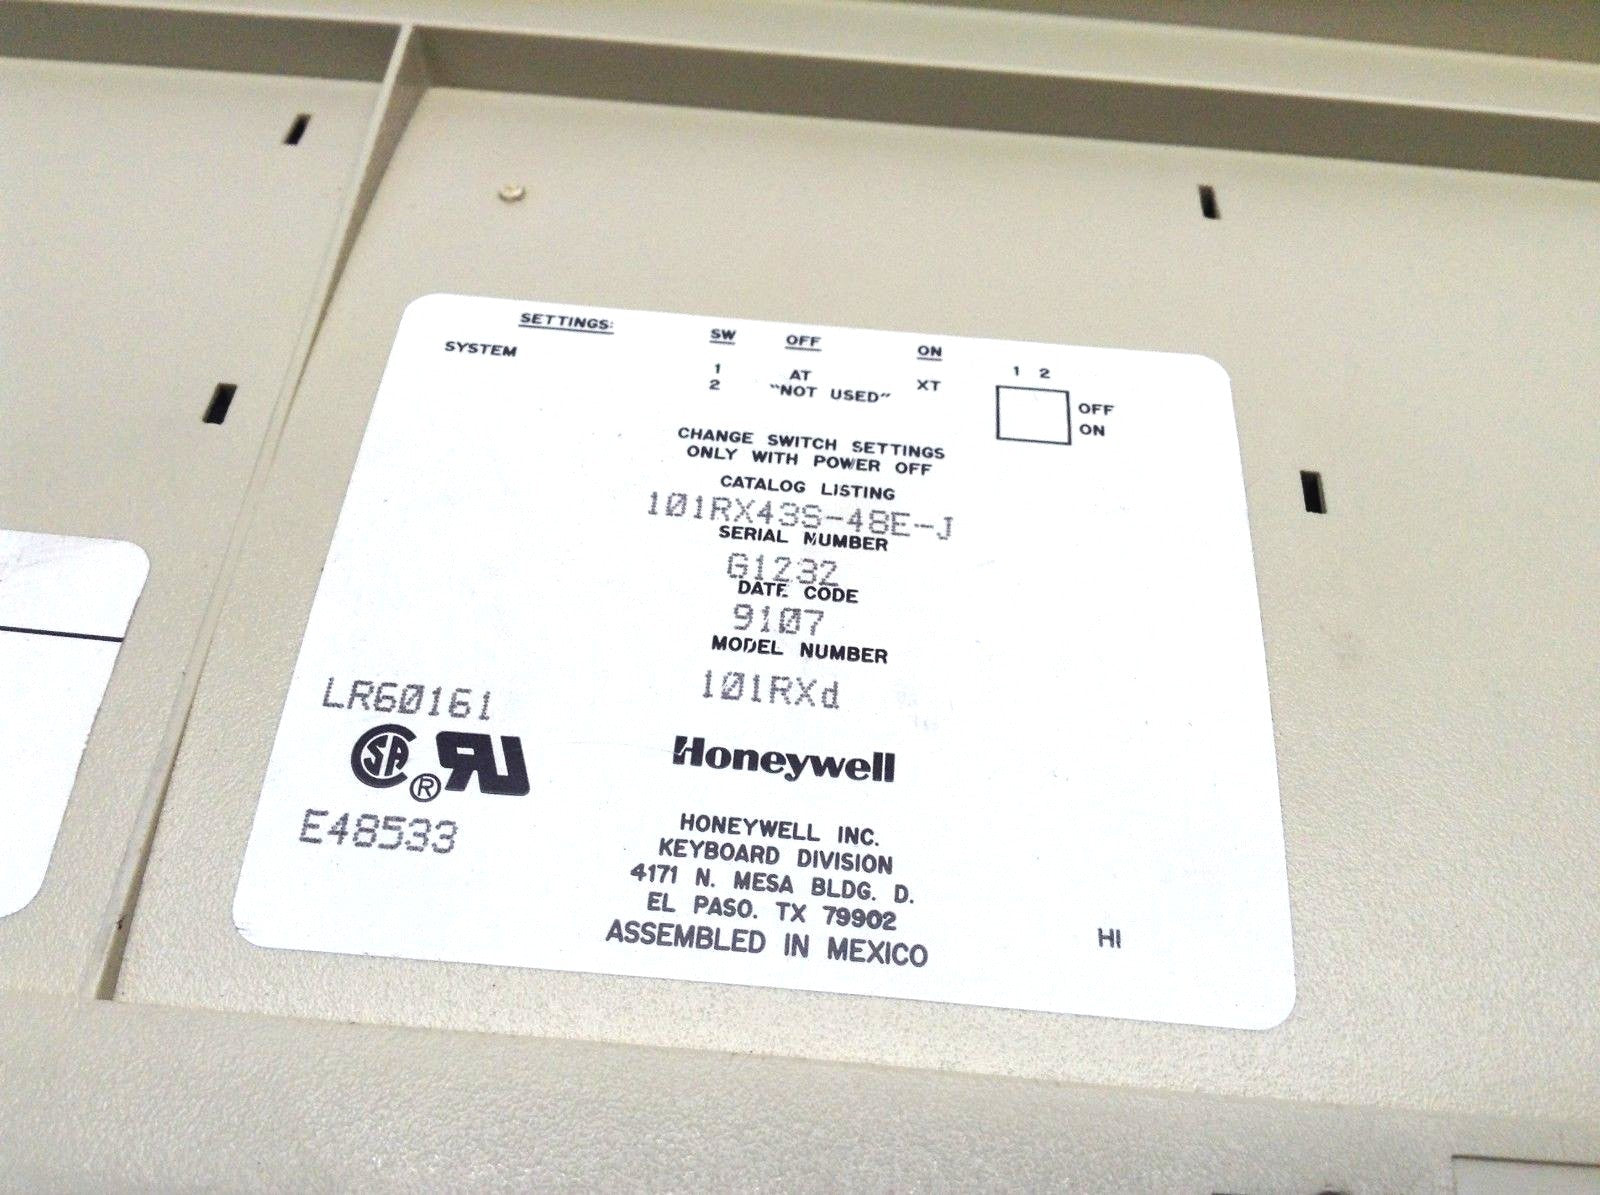 SETTINGS: SW OFF ON
SYSTEM 1 AT XT 1 2
2 "NOT USED" OFF
ON
CHANGE SWITCH SETTINGS
ONLY WITH POWER OFF
CATALOG LISTING
101RX43S-48E-J
SERIAL NUMBER
G1232
DATE CODE
9107
MODEL NUMBER
101RXd
LR60161
SA ® RU
E48533
Honeywell
HONEYWELL INC.
KEYBOARD DIVISION
4171 N. MESA BLDG. D.
EL PASO. TX 79902
ASSEMBLED IN MEXICO
HI